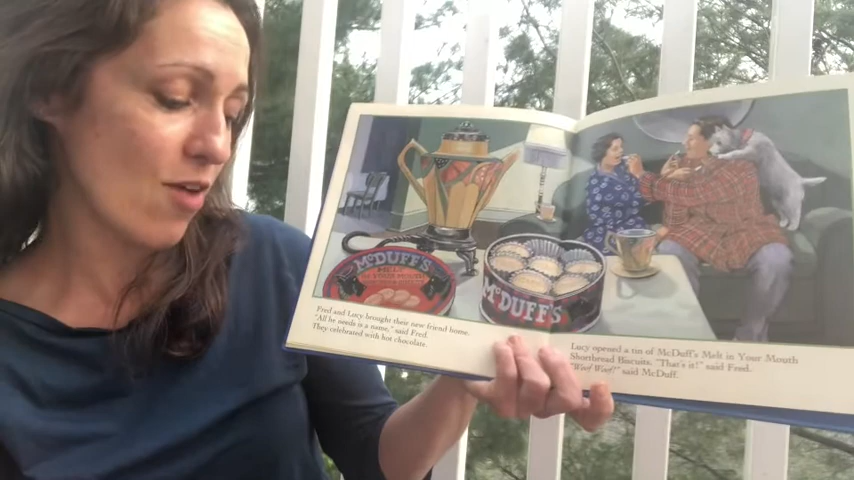 McDUFF'S
McDUFF'S
Fred and Lucy brought their new friend home.
"All he needs is a name," said Fred.
They celebrated with hot chocolate.
Lucy opened a tin of McDuff's Melt in Your Mouth
Shortbread Biscuits. "That's it!" said Fred.
"Woof Woof!" said McDuff.